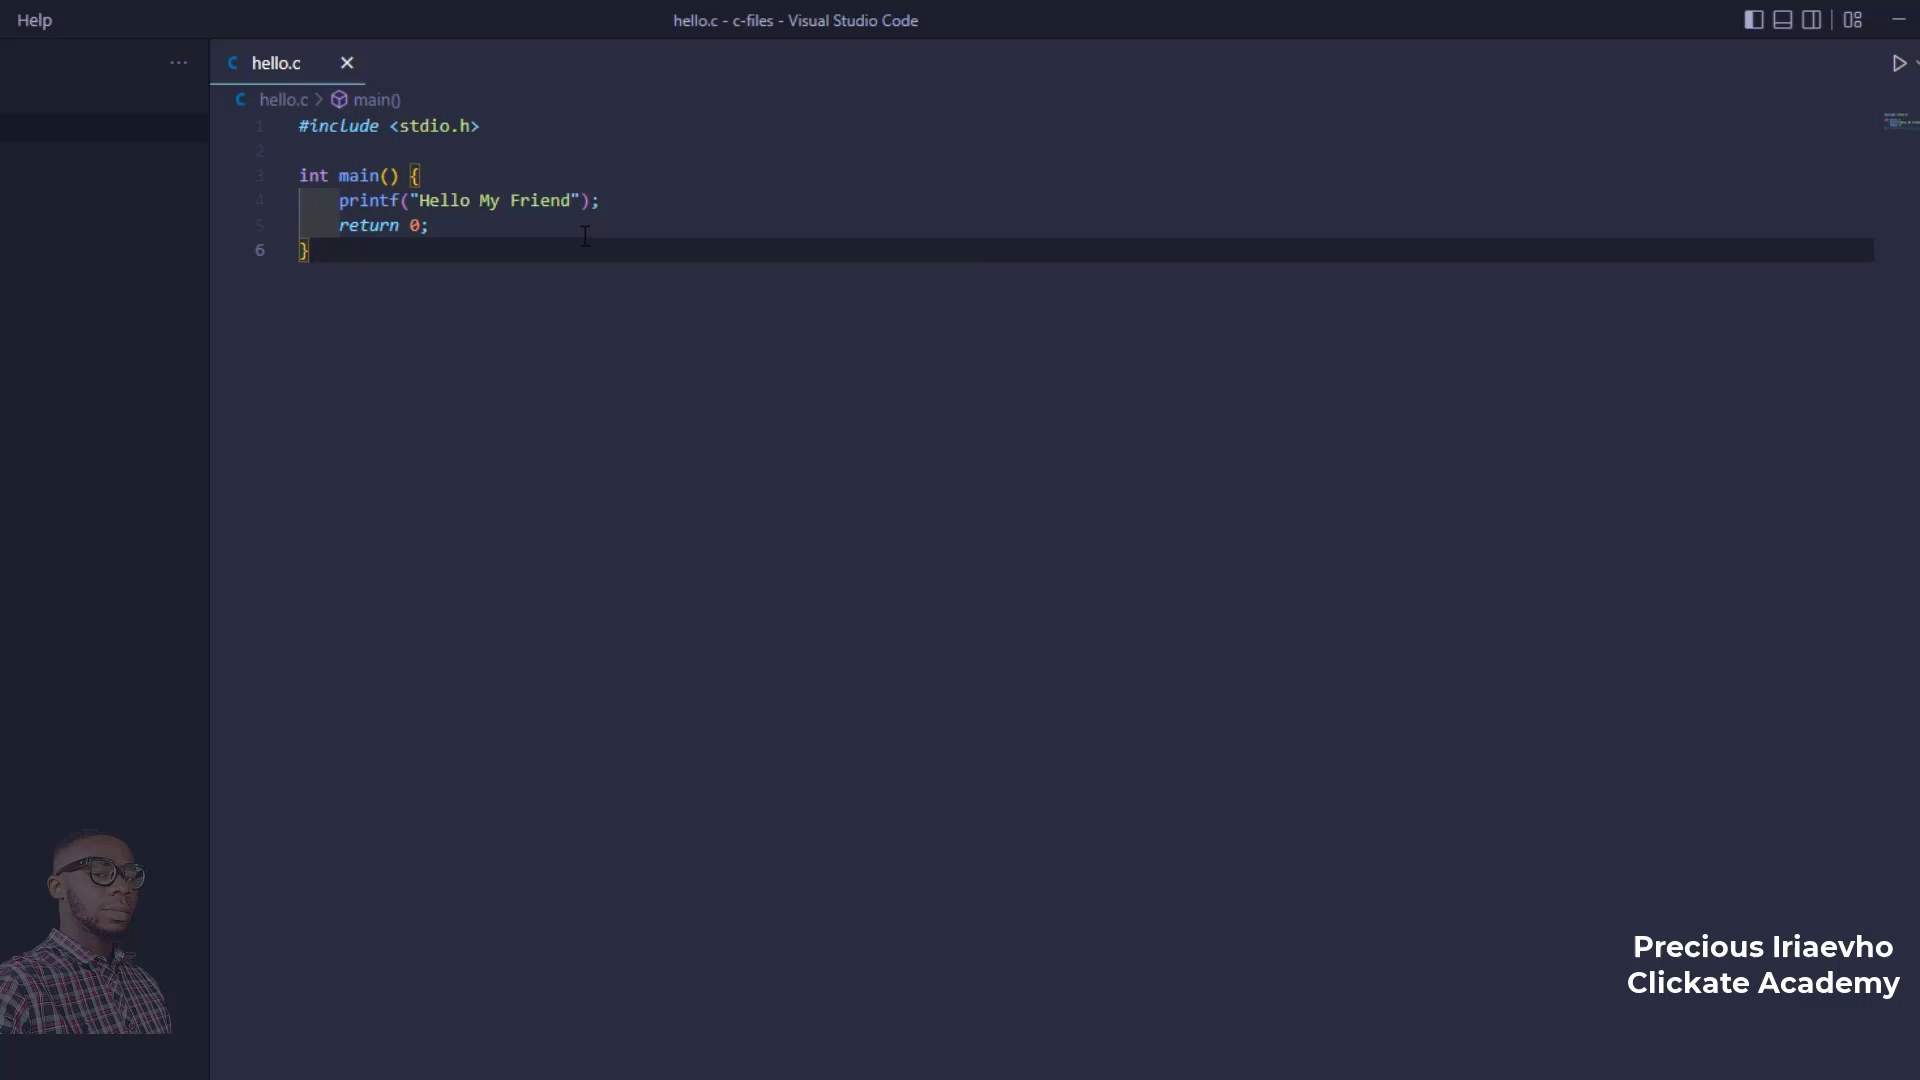 Help
hello.c - c-files - Visual Studio Code
hello.c
hello.c > main()
1 #include <stdio.h>
2
3 int main() {
4     printf("Hello My Friend");
5     return 0;
6 }
Precious Iriaevho
Clickate Academy